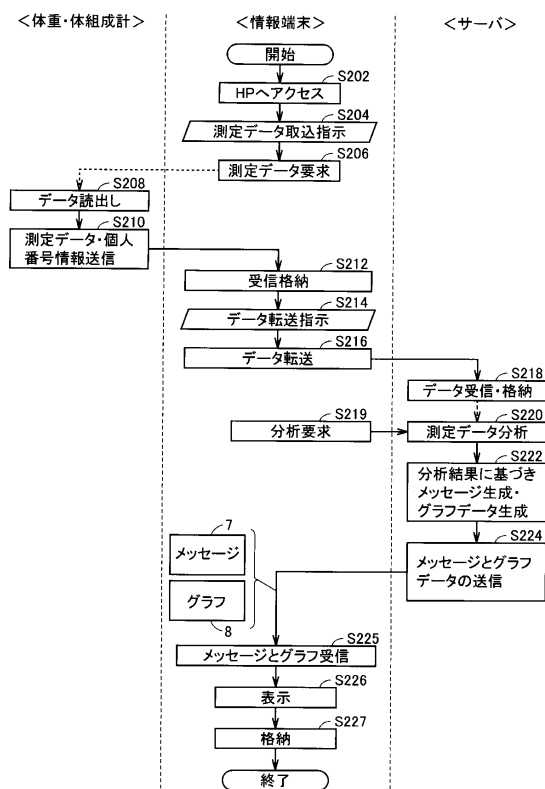 ＜体重・体組成計＞
＜情報端末＞
＜サーバ＞
開始
S202
HPへアクセス
S204
測定データ取込指示
S206
測定データ要求
S208
データ読出し
S210
測定データ・個人
番号情報送信
S212
受信格納
S214
データ転送指示
S216
データ転送
S218
データ受信・格納
S219
分析要求
S220
測定データ分析
S222
分析結果に基づき
メッセージ生成・
グラフデータ生成
S224
メッセージとグラフ
データの送信
7
メッセージ
グラフ
8
S225
メッセージとグラフ受信
S226
表示
S227
格納
終了